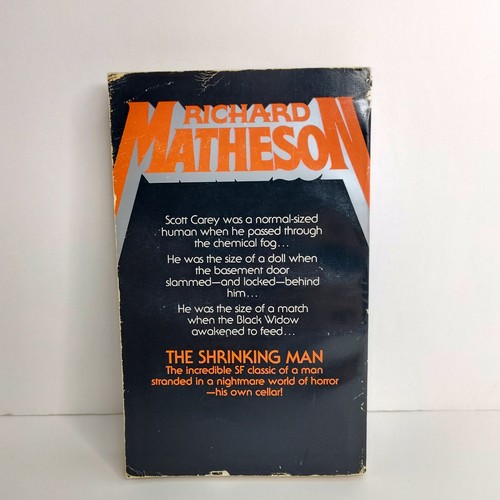 RICHARD
MATHESON
Scott Carey was a normal-sized
human when he passed through
the chemical fog...
He was the size of a doll when
the basement door
slammed—and locked—behind
him...
He was the size of a match
when the Black Widow
awakened to feed...
THE SHRINKING MAN
The incredible SF classic of a man
stranded in a nightmare world of horror
—his own cellar!